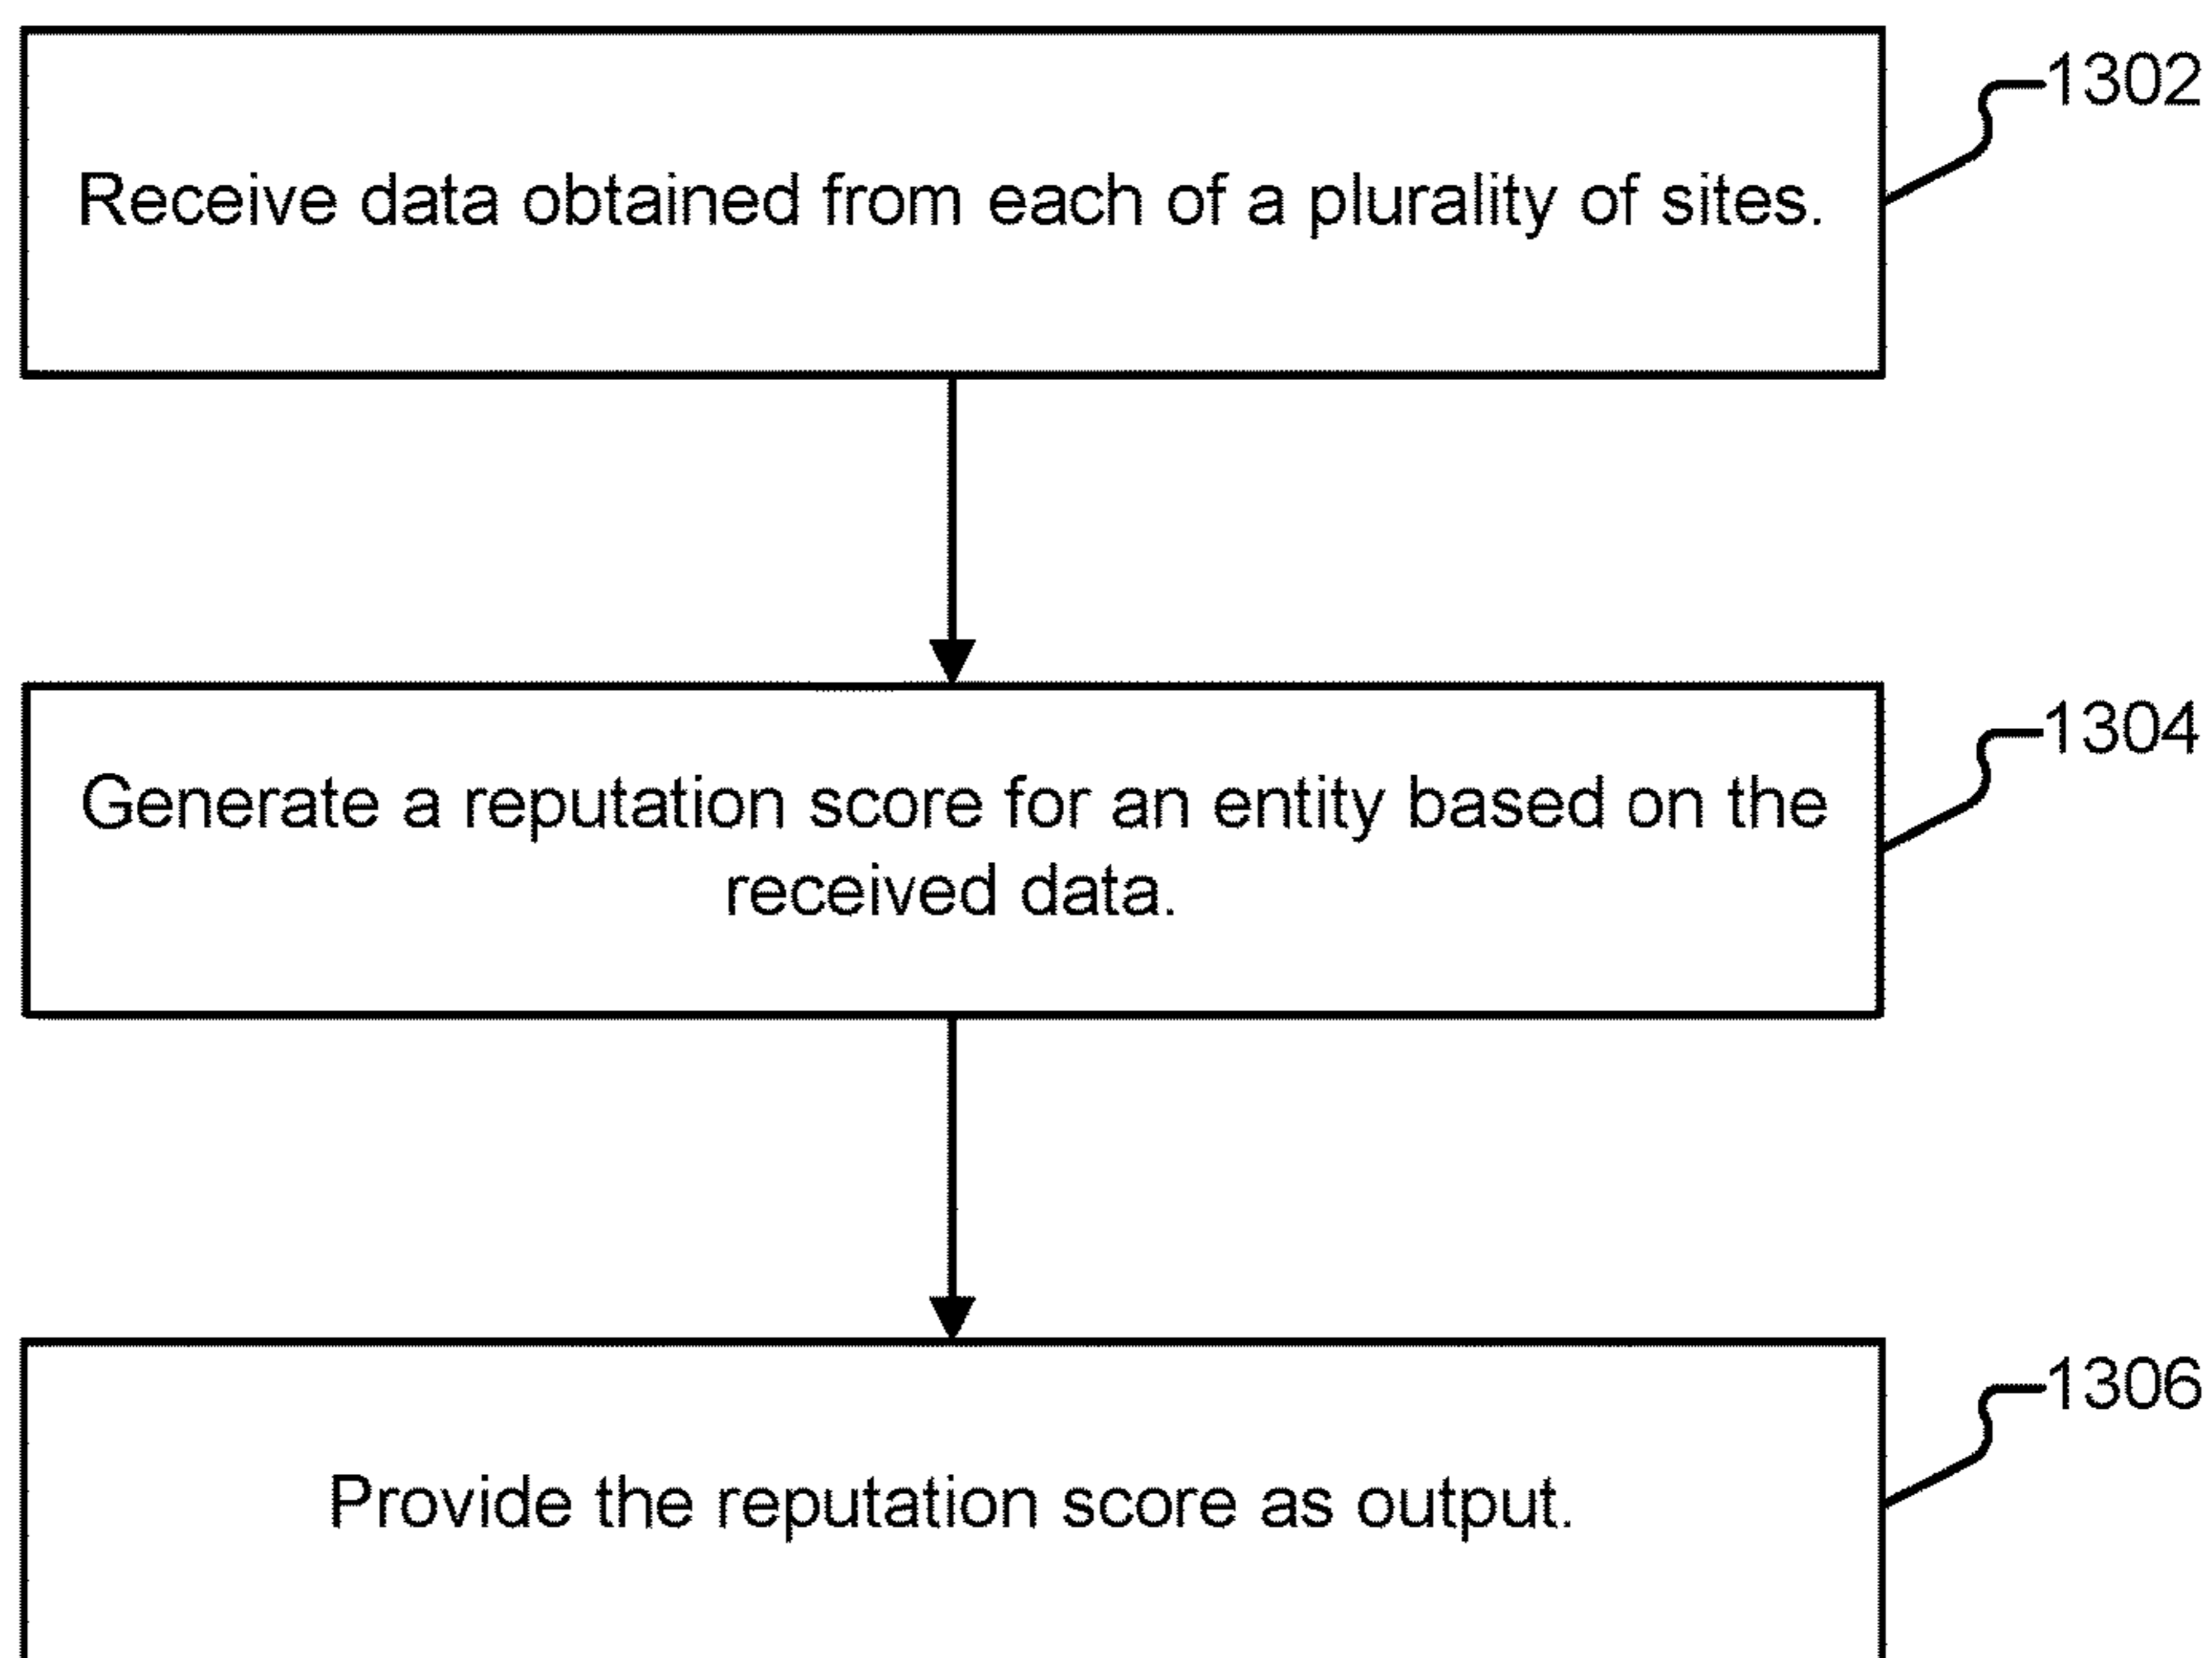 1302
Receive data obtained from each of a plurality of sites.
1304
Generate a reputation score for an entity based on the
received data.
1306
Provide the reputation score as output.